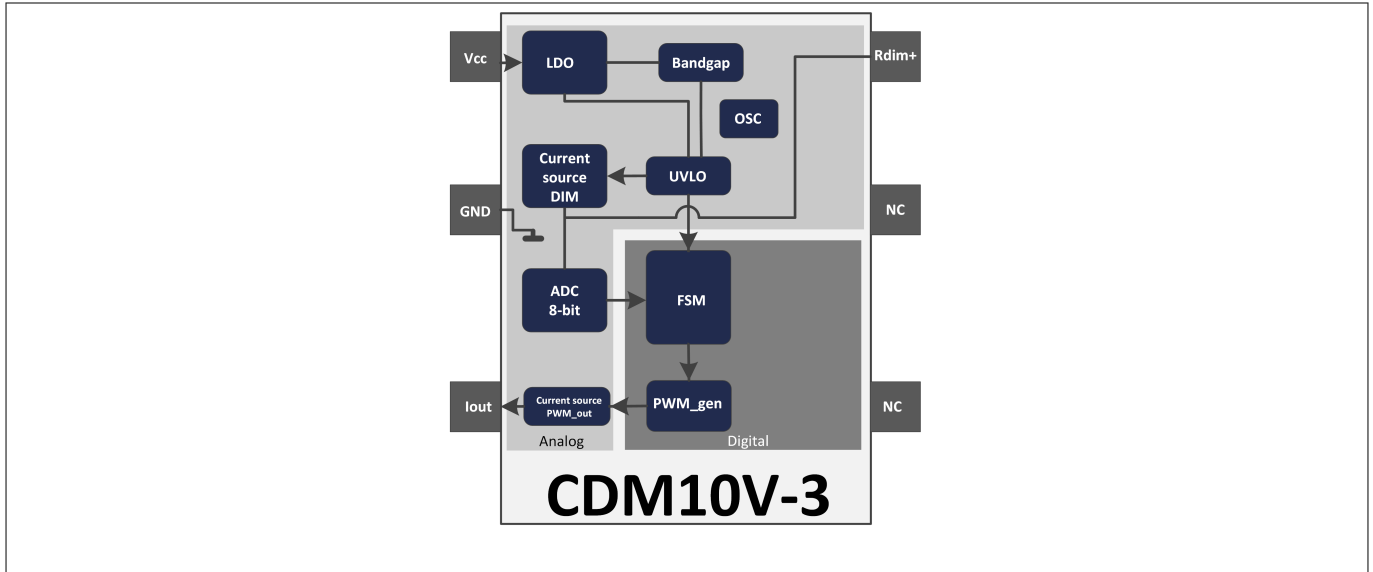 Vcc
LDO
Bandgap
Rdim+
OSC
Current
source
DIM
UVLO
GND
NC
ADC
8-bit
FSM
Iout
Current source
PWM_out
PWM_gen
NC
Analog
Digital
CDM10V-3